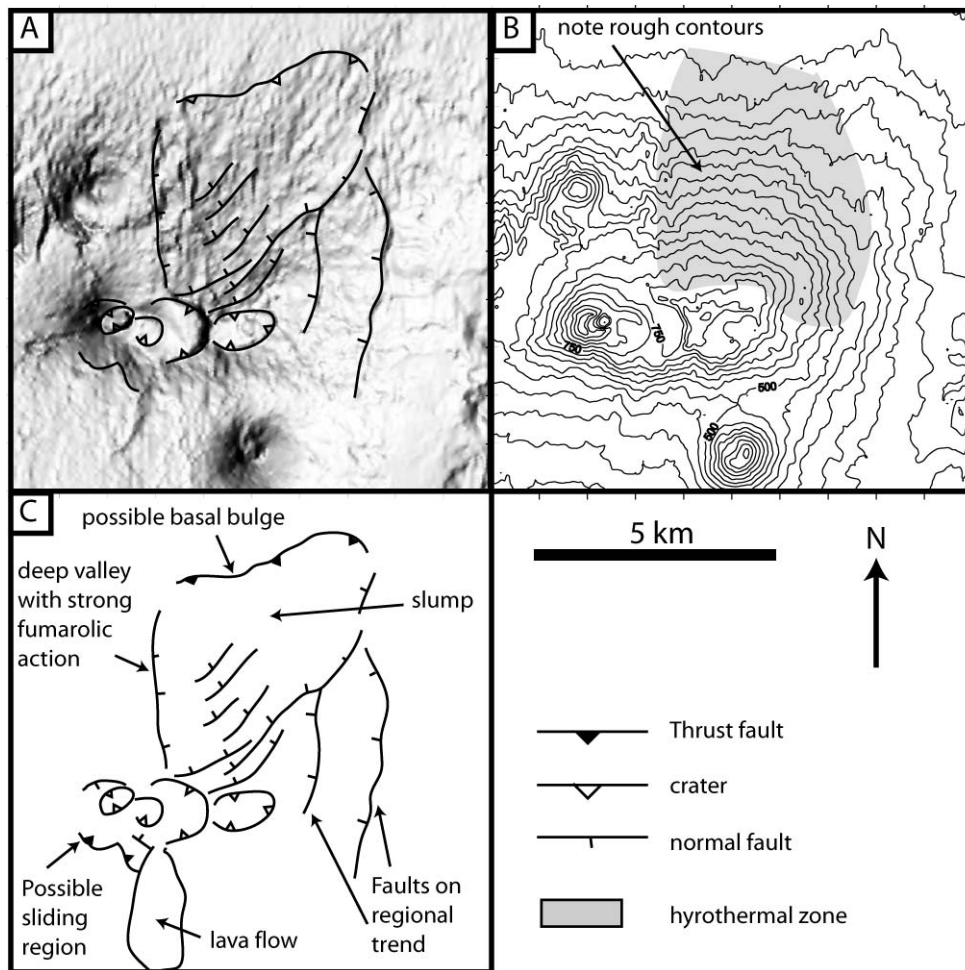 A
B
note rough contours
750
750
500
500
C
possible basal bulge
deep valley
with strong
fumarolic
action
slump
Possible
sliding
region
lava flow
Faults on
regional
trend
5 km
N
Thrust fault
crater
normal fault
hyrothermal zone